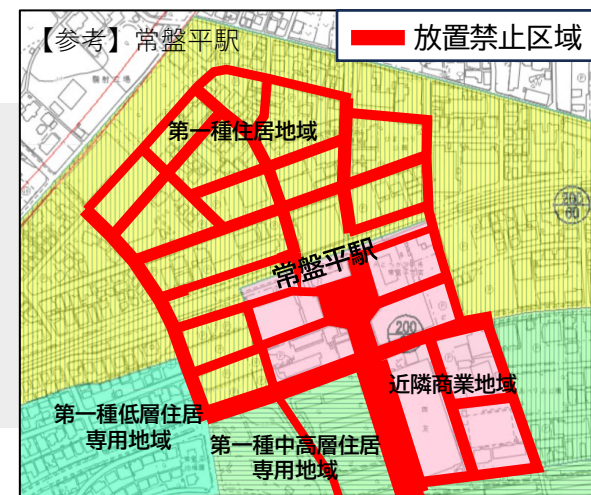 【参考】常盤平駅
放置禁止区域
第一種住居地域
200
60
常盤平駅
200
近隣商業地域
第一種低層住居
専用地域
第一種中高層住居
専用地域